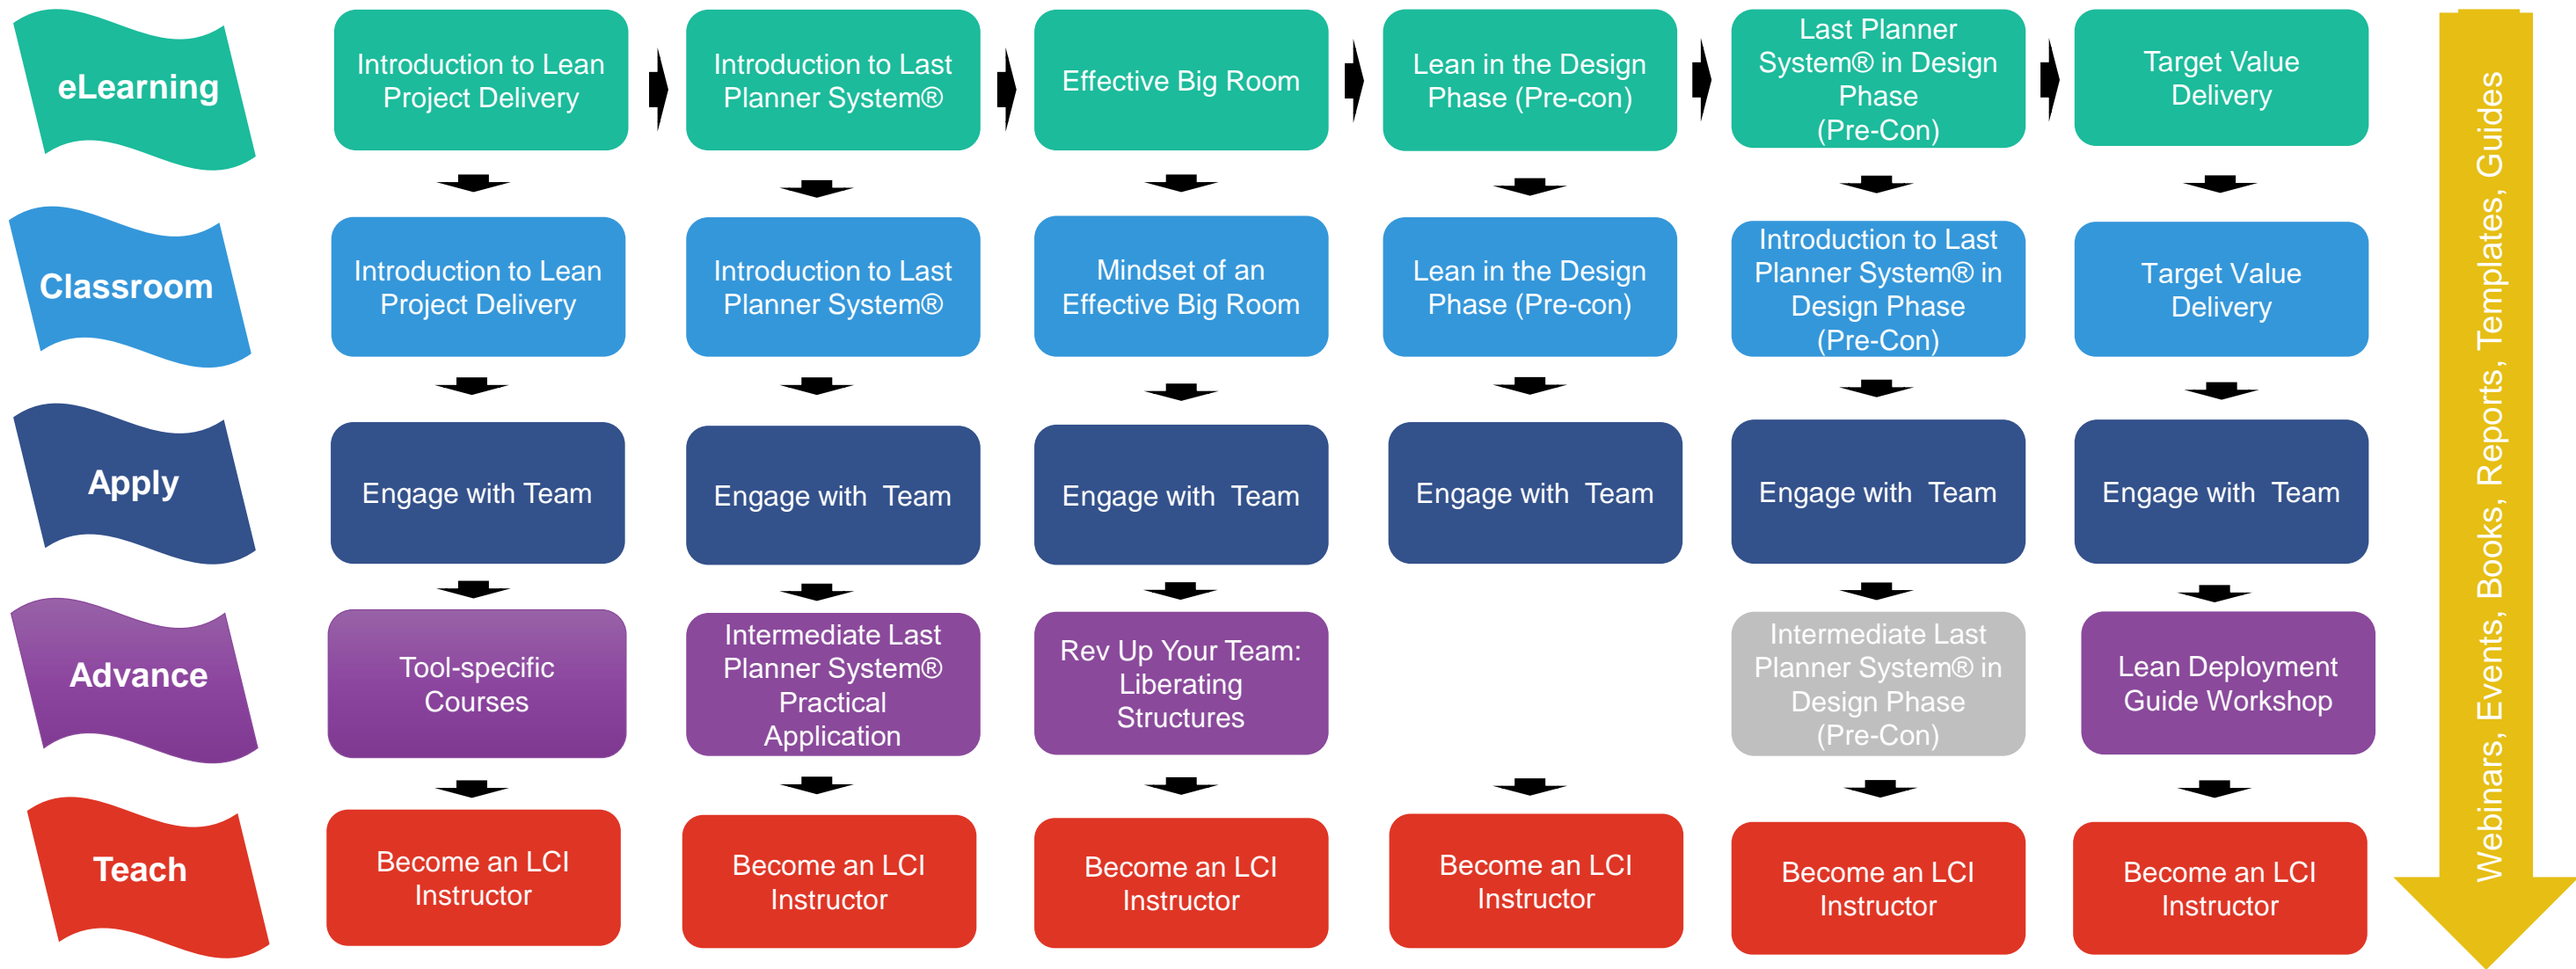 eLearning
Introduction to Lean
Project Delivery
Introduction to Last
Planner System®
Effective Big Room
Lean in the Design
Phase (Pre-con)
Last Planner
System® in Design
Phase
(Pre-Con)
Target Value
Delivery
Classroom
Introduction to Lean
Project Delivery
Introduction to Last
Planner System®
Mindset of an
Effective Big Room
Lean in the Design
Phase (Pre-con)
Introduction to Last
Planner System® in
Design Phase
(Pre-Con)
Target Value
Delivery
Apply
Engage with Team
Engage with  Team
Engage with  Team
Engage with  Team
Engage with  Team
Engage with  Team
Advance
Tool-specific
Courses
Intermediate Last
Planner System®
Practical
Application
Rev Up Your Team:
Liberating
Structures
Intermediate Last
Planner System® in
Design Phase
(Pre-Con)
Lean Deployment
Guide Workshop
Teach
Become an LCI
Instructor
Become an LCI
Instructor
Become an LCI
Instructor
Become an LCI
Instructor
Become an LCI
Instructor
Become an LCI
Instructor
Webinars, Events, Books, Reports, Templates, Guides